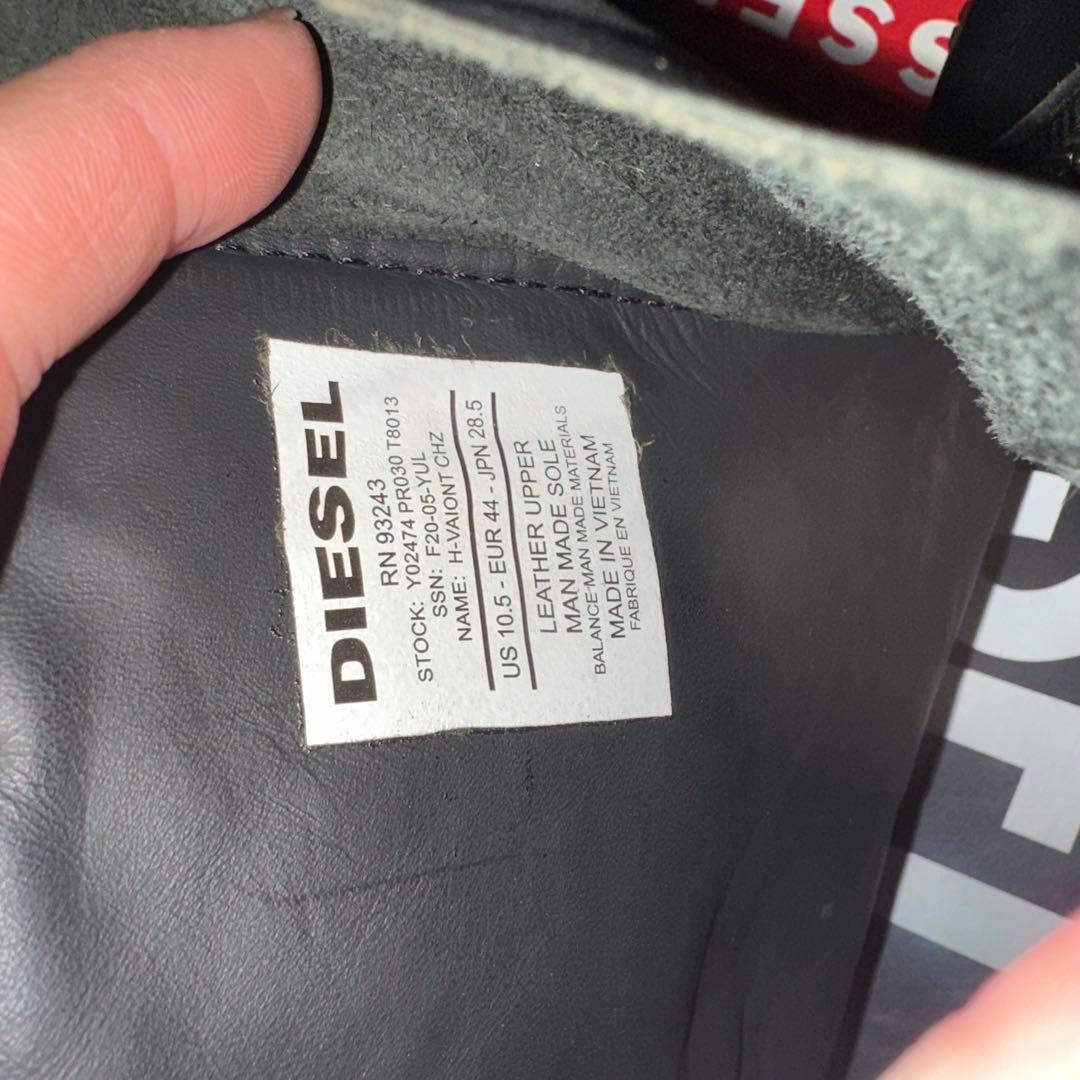 DIESEL
RN 93243
STOCK: Y02474 PR030 T8013
SSN: F20-05-YUL
NAME: H-VAIONT CHZ
US 10.5 - EUR 44 - JPN 28.5
LEATHER UPPER
MAN MADE SOLE
BALANCE-MAN MADE MATERIALS
MADE IN VIETNAM
FABRIQUE EN VIETNAM